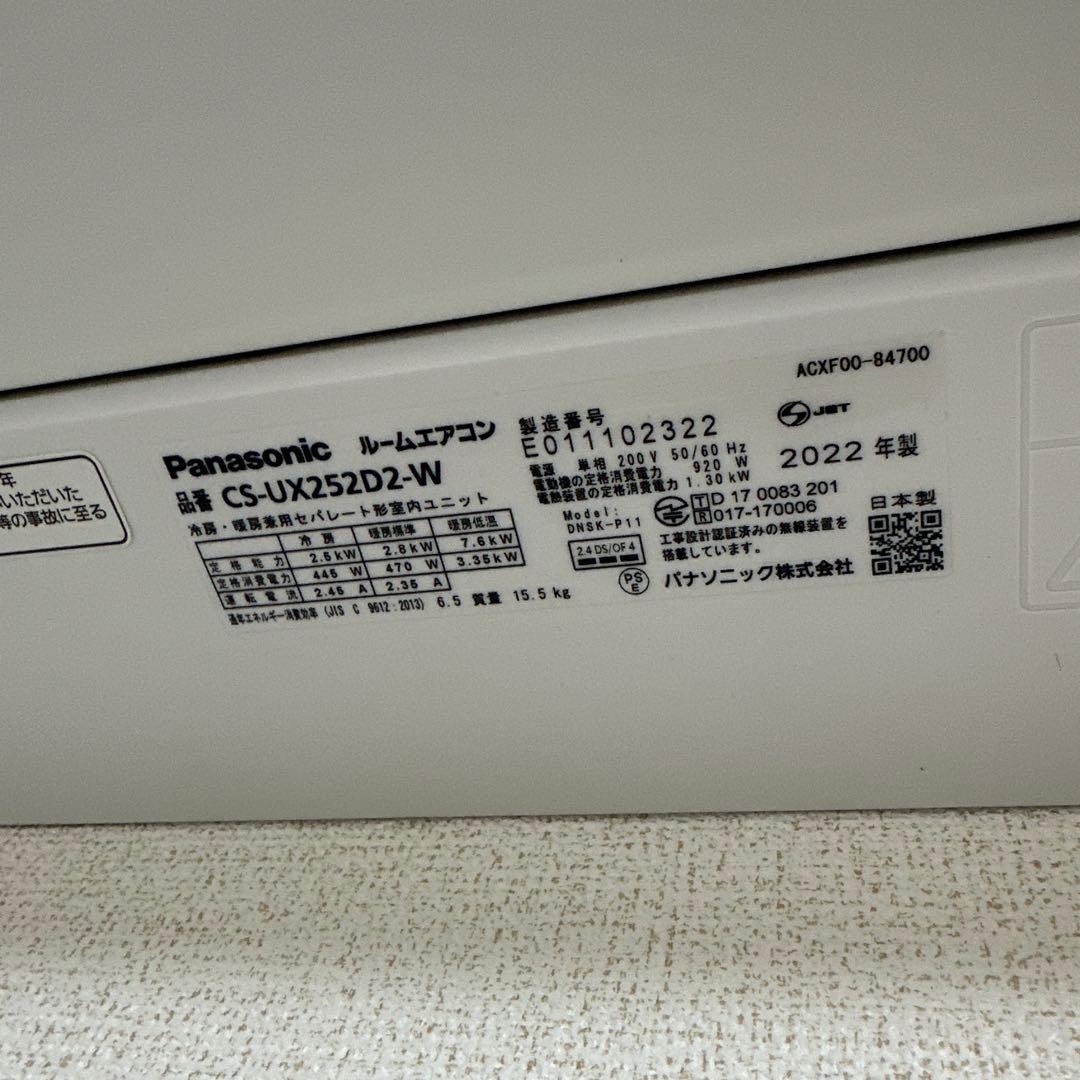 年
いただいた
の事故に至る
Panasonic ルームエアコン
品番 CS-UX252D2-W
冷房・暖房兼用セパレート形室内ユニット
冷房 暖房標準 暖房低温
定格能力 2.5kW 2.8kW 7.6kW
定格消費電力 445 W 470 W 3.35kW
運転電流 2.45 A 2.35 A
通年エネルギー消費効率 (JIS C 9612:2013) 6.5 質量 15.5kg
ACXF00-84700
製造番号
E011102322
JET
電源 単相 200V 50/60 Hz
電動機の定格消費電力 920 W
電熱装置の定格消費電力 1.30 kW
2022 年製
Model:
DNSK-P11
2.4 DS/OF 4
T D 17 0083 201
R 017-170006
工事設計認証済みの無線装置を
搭載しています。
日本製
PS
E
パナソニック株式会社